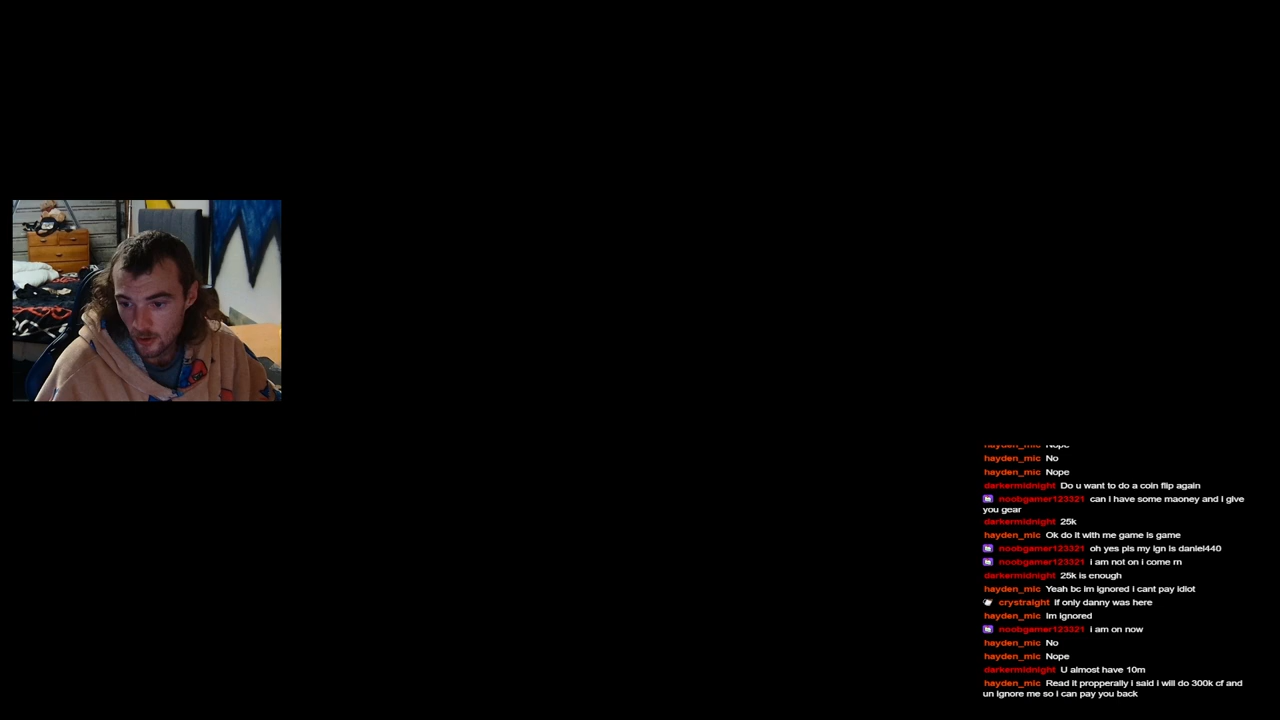 hayden_mic Nope
hayden_mic No
hayden_mic Nope
darkermidnight Do u want to do a coin flip again
noobgamer123321 can i have some maoney and i give
you gear
darkermidnight 25k
hayden_mic Ok do it with me game is game
noobgamer123321 oh yes pls my ign is daniel440
noobgamer123321 i am not on i come rn
darkermidnight 25k is enough
hayden_mic Yeah bc im ignored i cant pay idiot
crystraight if only danny was here
hayden_mic Im ignored
noobgamer123321 i am on now
hayden_mic No
hayden_mic Nope
darkermidnight U almost have 10m
hayden_mic Read it propperally i said i will do 300k cf and
un ignore me so i can pay you back